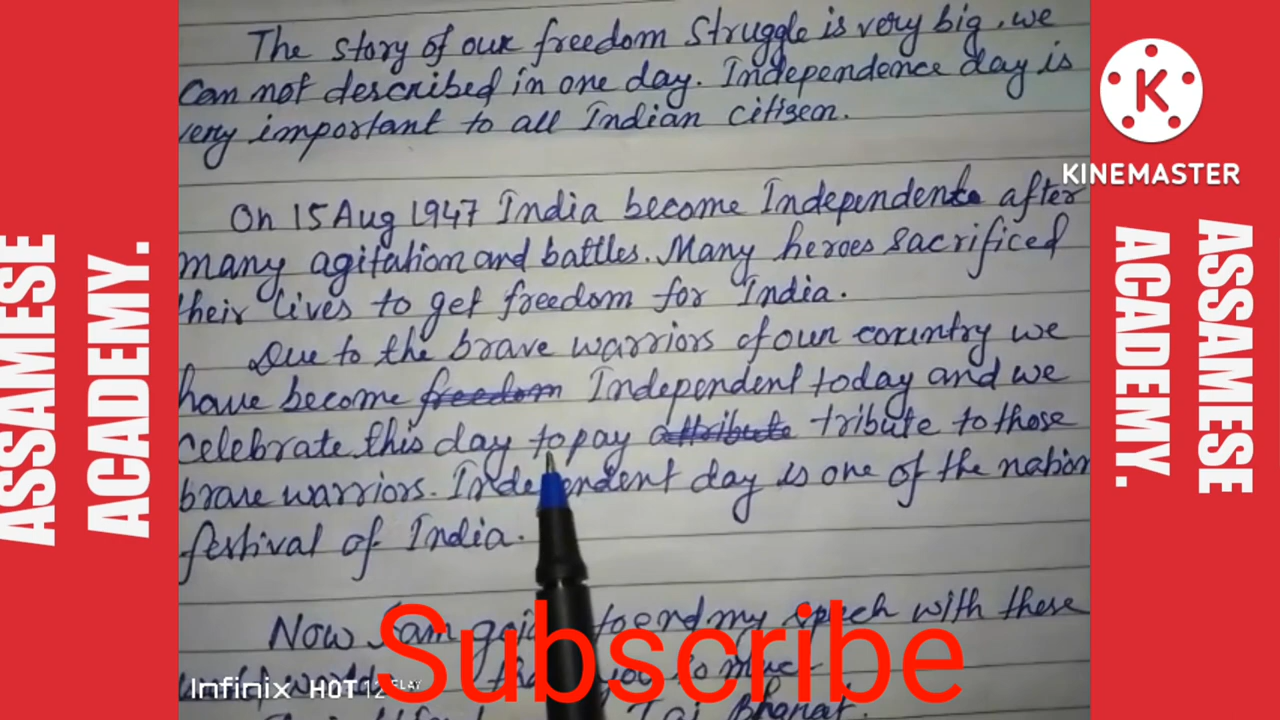 The story of our freedom struggle is very big. we
can not described in one day. Independence day is
very important to all Indian citisen.
On 15 Aug 1947 India become Independent after
many agitation and battles. Many heroes sacrificed
their lives to get freedom for India.
Due to the brave warriors of our country we
have become freedom Independent today and we
celebrate this day to pay attribute tribute to those
brave warriors. Independent day is one of the nation
festival of India.
Now I am to end my speech with these
Jai Bharat.
Subscribe
Infinix HOT 12 PLAY
K
KINEMASTER
ASSAMESE
ACADEMY.
ASSAMESE
ACADEMY.